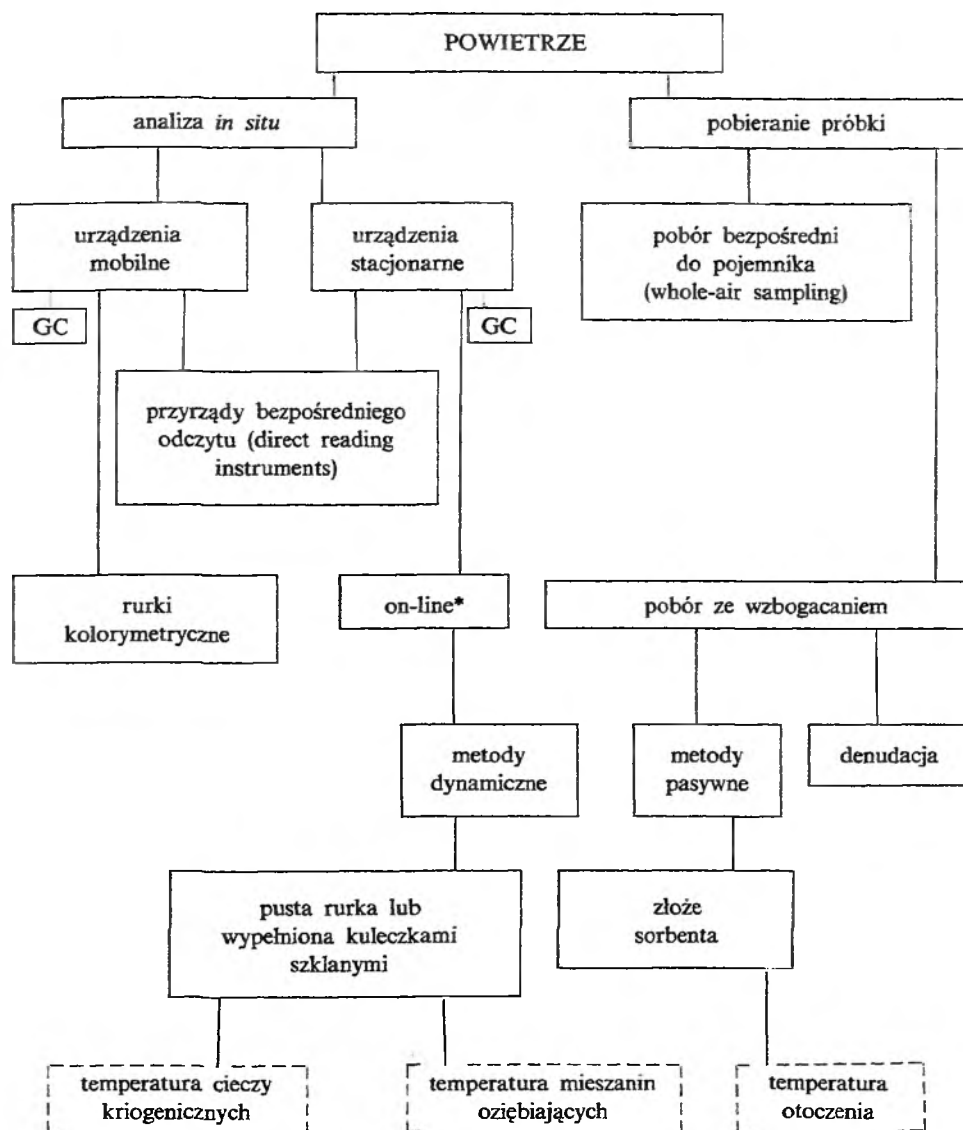 POWIETRZE
analiza in situ
pobieranie próbki
urządzenia
mobilne
urządzenia
stacjonarne
pobór bezpośredni
do pojemnika
(whole-air sampling)
GC
GC
przyrządy bezpośredniego
odczytu (direct reading
instruments)
rurki
kolorymetryczne
on-line*
pobór ze wzbogacaniem
metody
dynamiczne
metody
pasywne
denudacja
pusta rurka lub
wypełniona kuleczkami
szklanymi
złoże
sorbenta
temperatura cieczy
kriogenicznych
temperatura mieszanin
oziębiających
temperatura
otoczenia